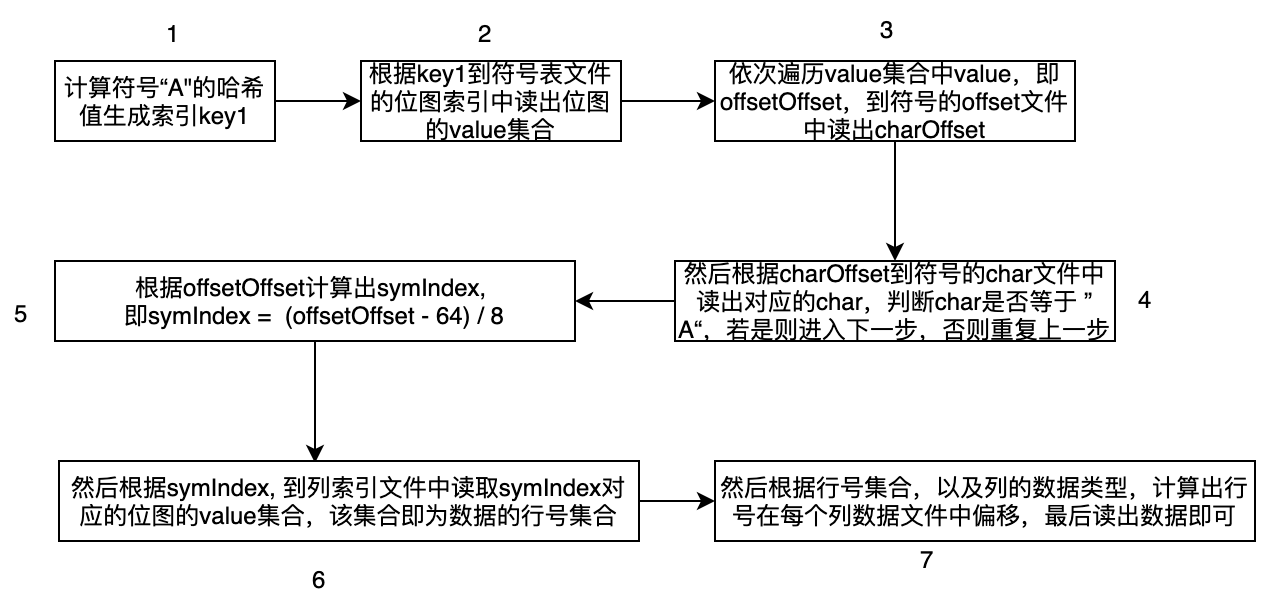 1
计算符号“A"的哈希
值生成索引key1
2
根据key1到符号表文件
的位图索引中读出位图
的value集合
3
依次遍历value集合中value，即
offsetOffset，到符号的offset文件
中读出charOffset
4
然后根据charOffset到符号的char文件中
读出对应的char，判断char是否等于 ”
A“，若是则进入下一步，否则重复上一步
5
根据offsetOffset计算出symIndex,
即symIndex =  (offsetOffset - 64) / 8
6
然后根据symIndex, 到列索引文件中读取symIndex对
应的位图的value集合，该集合即为数据的行号集合
7
然后根据行号集合，以及列的数据类型，计算出行
号在每个列数据文件中偏移，最后读出数据即可